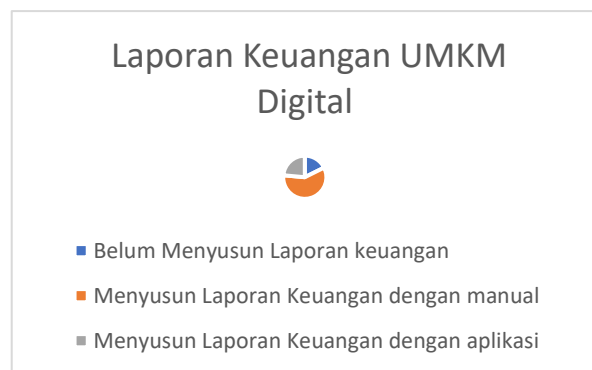 Laporan Keuangan UMKM
Digital
Belum Menyusun Laporan keuangan
Menyusun Laporan Keuangan dengan manual
Menyusun Laporan Keuangan dengan aplikasi